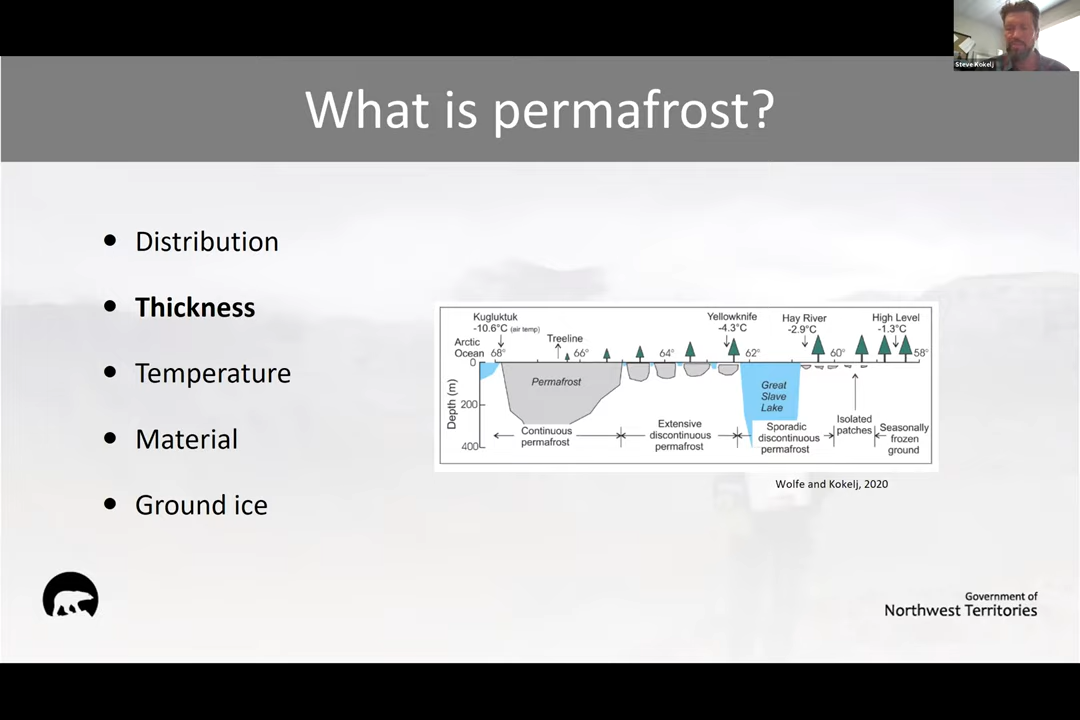 Steve Kokelj
What is permafrost?
Distribution
Thickness
Temperature
Material
Ground ice
Kugluktuk
-10.6°C (air temp)
Treeline
Yellowknife
-4.3°C
Hay River
-2.9°C
High Level
-1.3°C
Arctic
Ocean
68°
66°
64°
62°
60°
58°
Depth (m)
0
200
400
Permafrost
Great
Slave
Lake
Continuous
permafrost
Extensive
discontinuous
permafrost
Sporadic
discontinuous
permafrost
Isolated
patches
Seasonally
frozen
ground
Wolfe and Kokelj, 2020
Government of
Northwest Territories